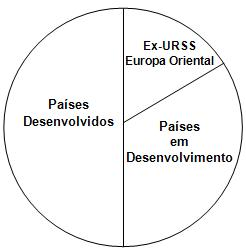 Ex-URSS
Europa Oriental
Países
Desenvolvidos
Países
em
Desenvolvimento